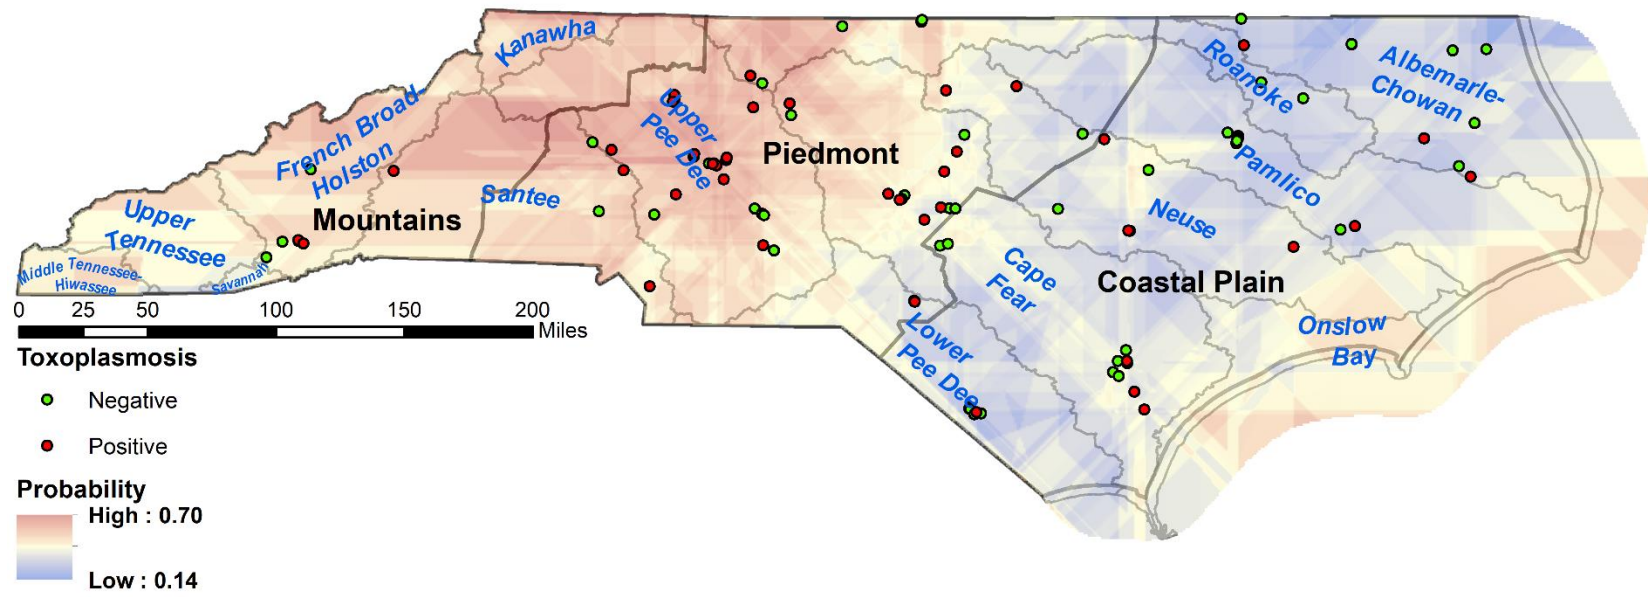 Kanawha
Roanoke
Albemarle-
Chowan
French Broad-
Holston
Upper
Pee Dee
Piedmont
Pamlico
Santee
Mountains
Upper
Tennessee
Neuse
Middle Tennessee-
Hiwassee
Savannah
Cape
Fear
Coastal Plain
Lower
Pee Dee
Onslow
Bay
0 25 50 100 150 200
Miles
Toxoplasmosis
Negative
Positive
Probability
High : 0.70
Low : 0.14